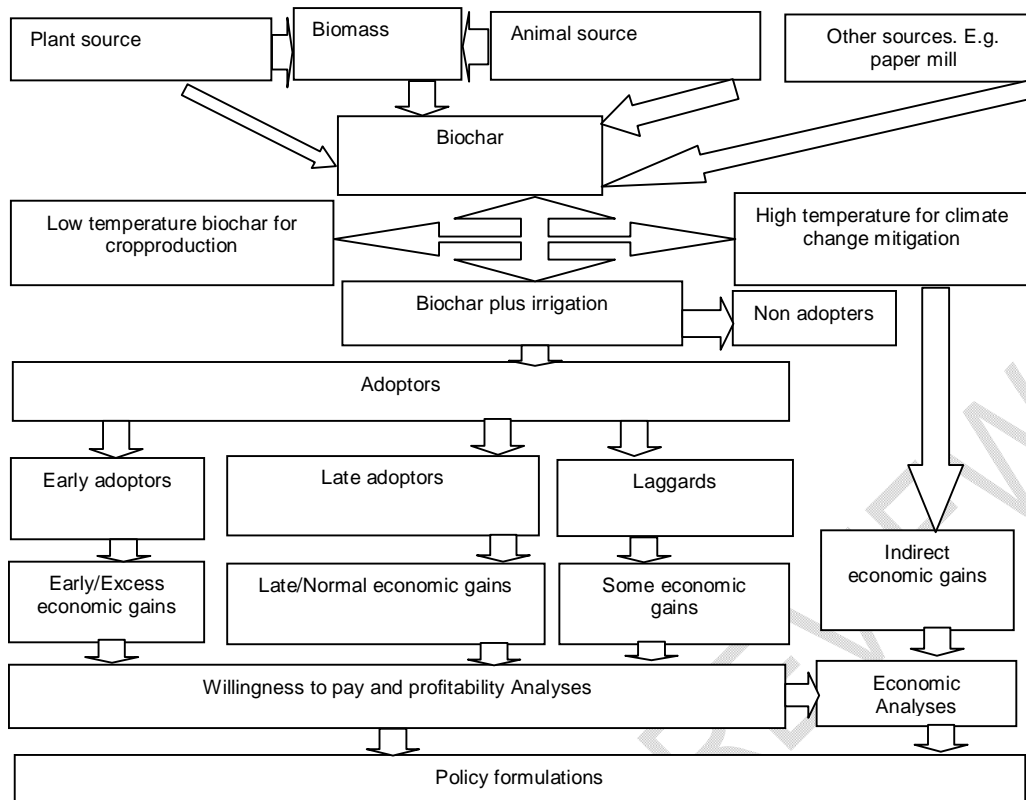 Plant source
Biomass
Animal source
Other sources. E.g.
paper mill
Biochar
Low temperature biochar for
cropproduction
High temperature for climate
change mitigation
Biochar plus irrigation
Non adopters
Adoptors
Early adoptors
Late adoptors
Laggards
Early/Excess
economic gains
Late/Normal economic gains
Some economic
gains
Indirect
economic gains
Willingness to pay and profitability Analyses
Economic
Analyses
Policy formulations
REVIEW